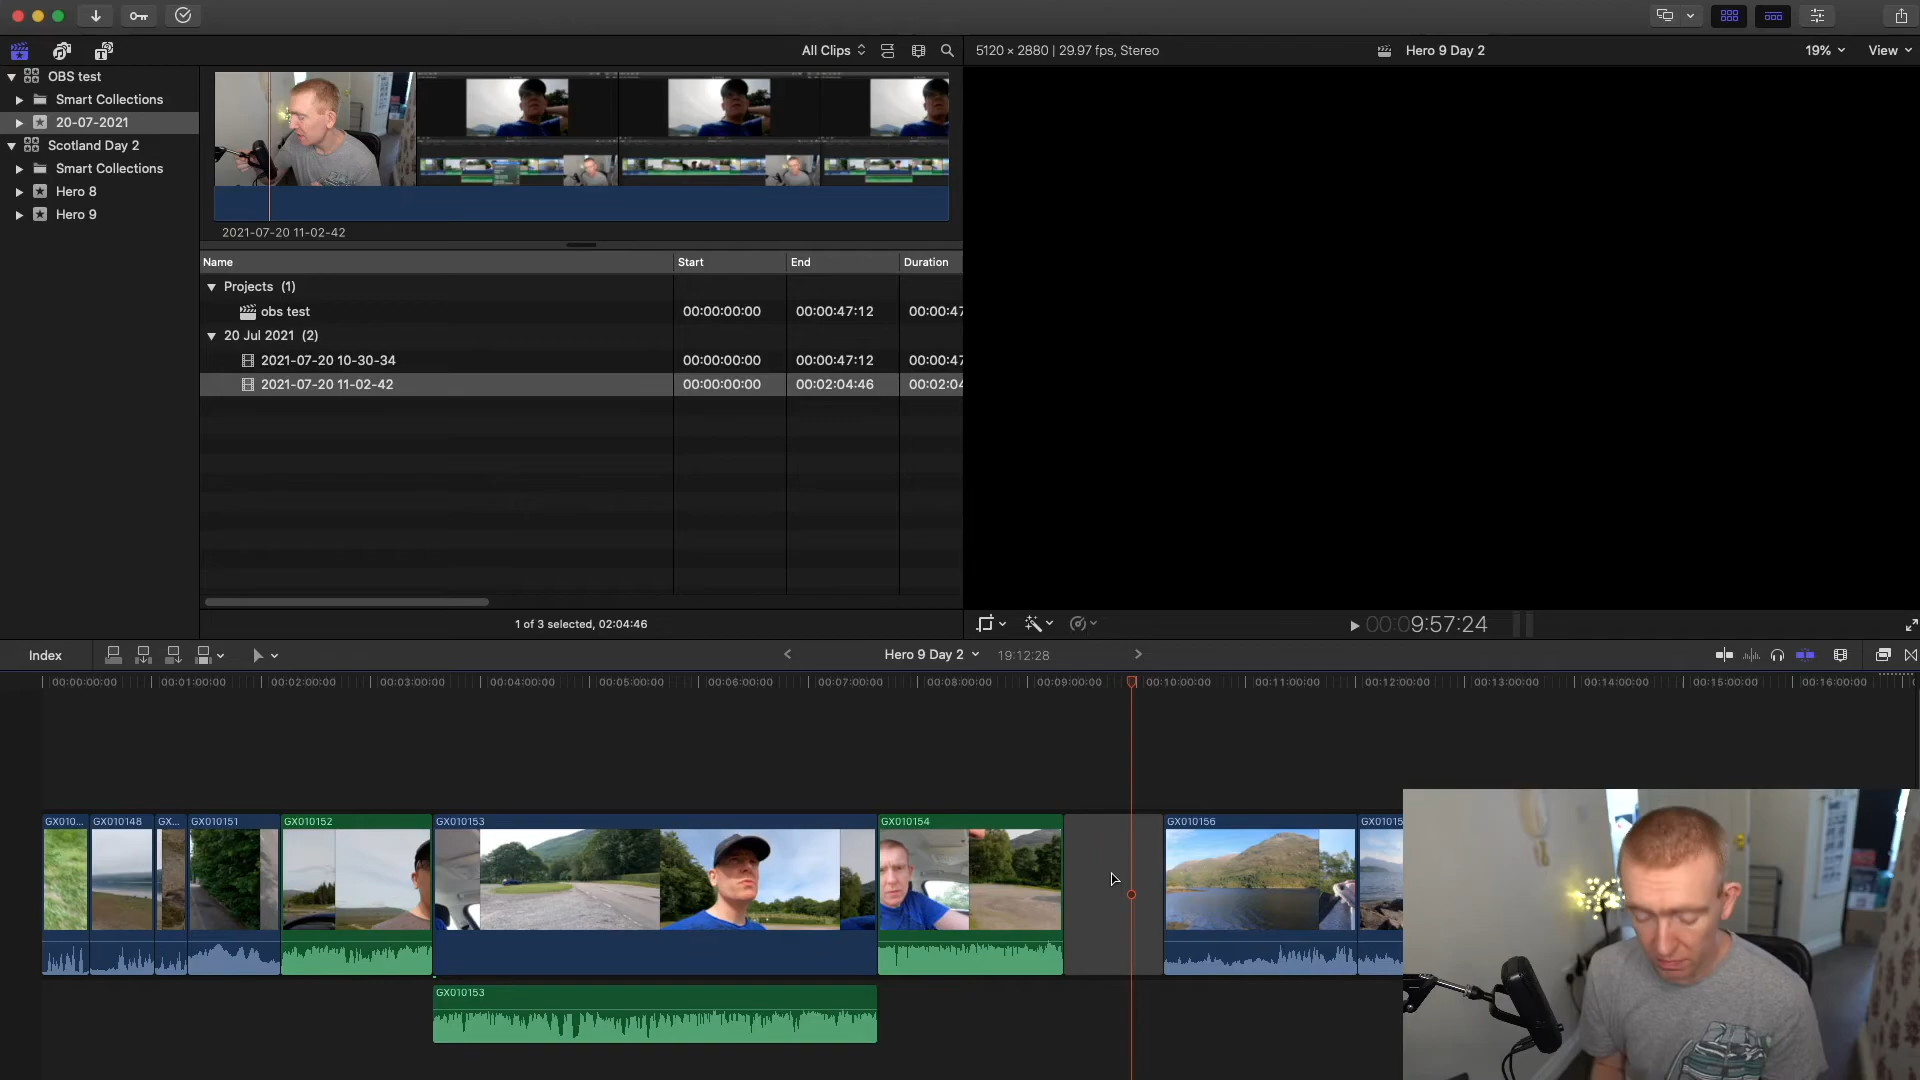 All Clips
5120 × 2880 | 29.97 fps, Stereo
Hero 9 Day 2
19%
View
OBS test
Smart Collections
20-07-2021
Scotland Day 2
Smart Collections
Hero 8
Hero 9
2021-07-20 11-02-42
Name Start End Duration
Projects (1)
obs test 00:00:00:00 00:00:47:12 00:00:47
20 Jul 2021 (2)
2021-07-20 10-30-34 00:00:00:00 00:00:47:12 00:00:47
2021-07-20 11-02-42 00:00:00:00 00:02:04:46 00:02:04
1 of 3 selected, 02:04:46
00:009:57:24
Index
Hero 9 Day 2 19:12:28
00:00:00:00 00:01:00:00 00:02:00:00 00:03:00:00 00:04:00:00 00:05:00:00 00:06:00:00 00:07:00:00 00:08:00:00 00:09:00:00 00:10:00:00 00:11:00:00 00:12:00:00 00:13:00:00 00:14:00:00 00:15:00:00 00:16:00:00
GX010... GX010148 GX... GX010151 GX010152 GX010153 GX010154 GX010156 GX01015
GX010153